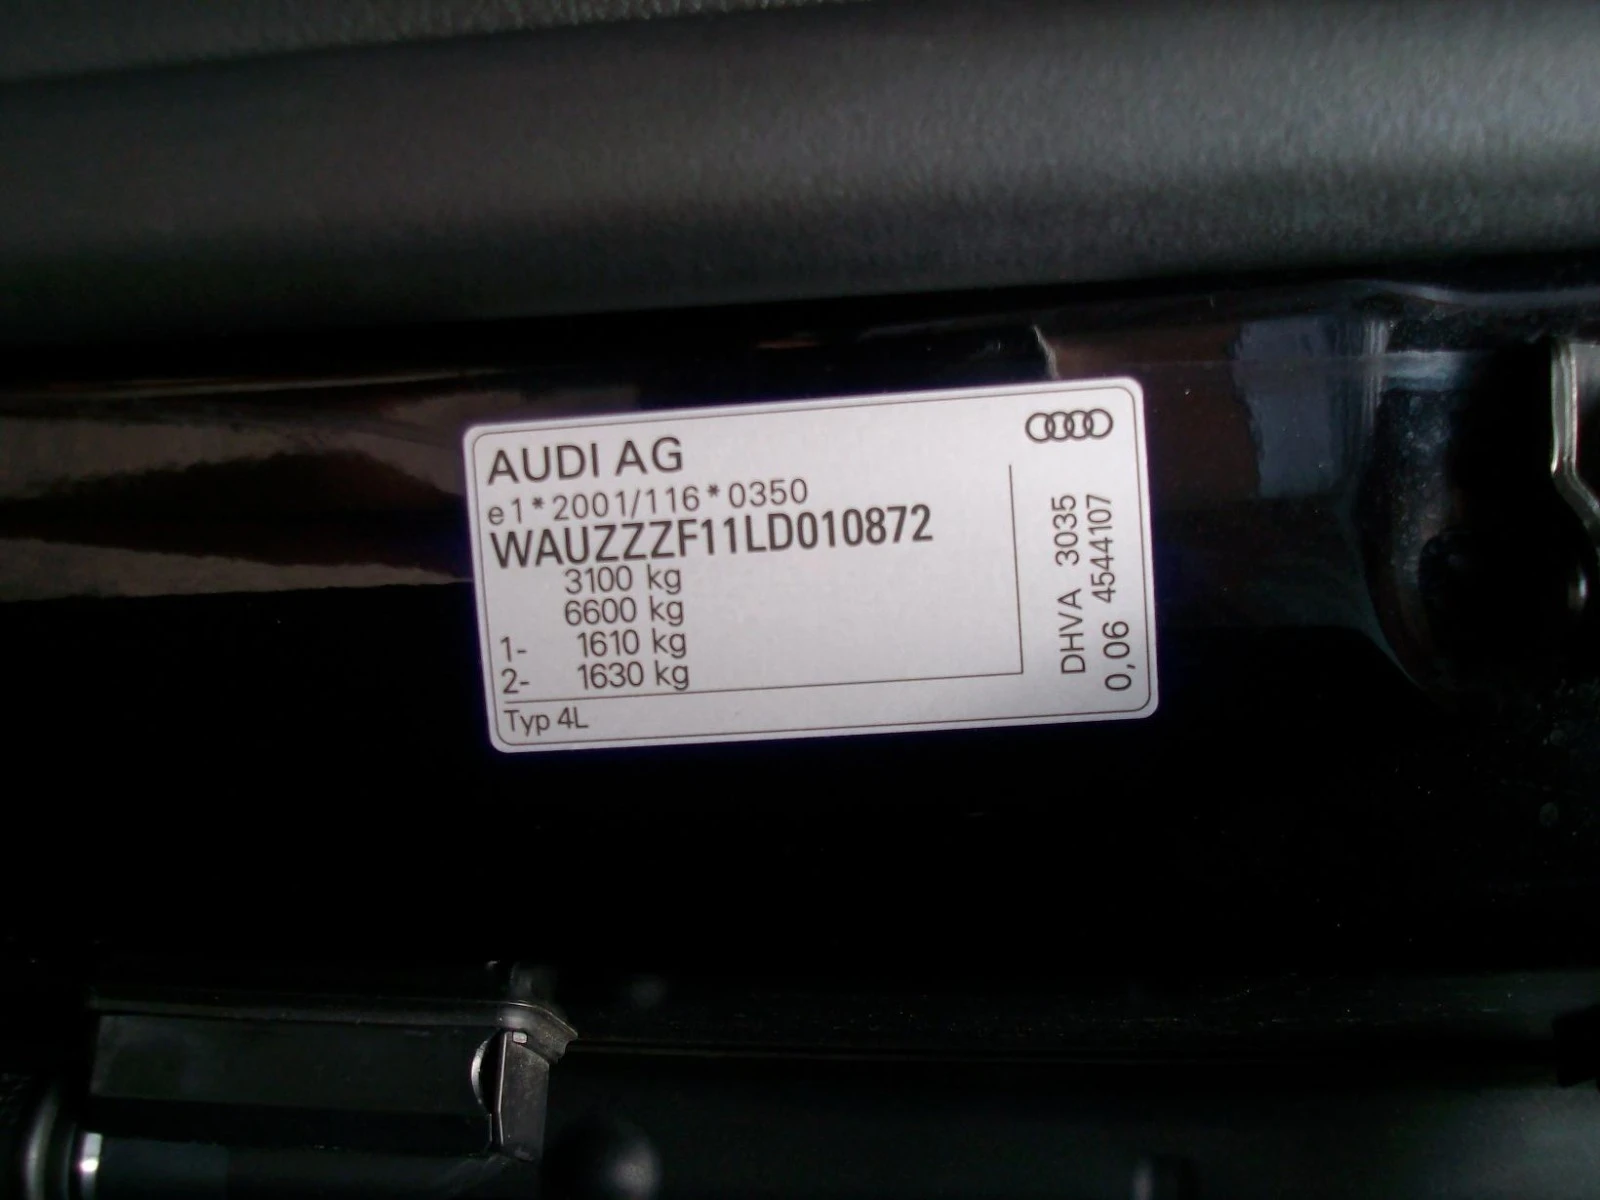 AUDI AG
e1*2001/116*0350
WAUZZZF11LD010872
3100 kg
6600 kg
1- 1610 kg
2- 1630 kg
Typ 4L
DHVA 3035
0,06 4544107